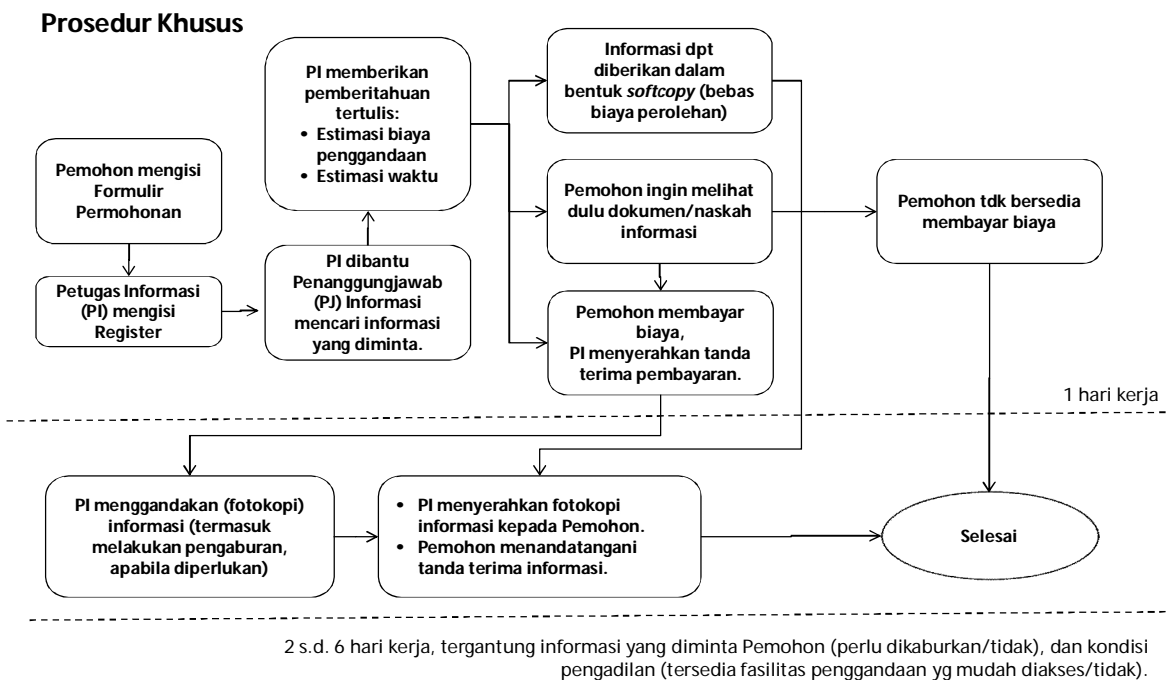 Prosedur Khusus
Pemohon mengisi
Formulir
Permohonan
Petugas Informasi
(PI) mengisi
Register
PI dibantu
Penanggungjawab
(PJ) Informasi
mencari informasi
yang diminta.
PI memberikan
pemberitahuan
tertulis:
• Estimasi biaya
penggandaan
• Estimasi waktu
Informasi dpt
diberikan dalam
bentuk softcopy (bebas
biaya perolehan)
Pemohon ingin melihat
dulu dokumen/naskah
informasi
Pemohon membayar
biaya,
PI menyerahkan tanda
terima pembayaran.
Pemohon tdk bersedia
membayar biaya
1 hari kerja
PI menggandakan (fotokopi)
informasi (termasuk
melakukan pengaburan,
apabila diperlukan)
• PI menyerahkan fotokopi
informasi kepada Pemohon.
• Pemohon menandatangani
tanda terima informasi.
Selesai
2 s.d. 6 hari kerja, tergantung informasi yang diminta Pemohon (perlu dikaburkan/tidak), dan kondisi
pengadilan (tersedia fasilitas penggandaan yg mudah diakses/tidak).